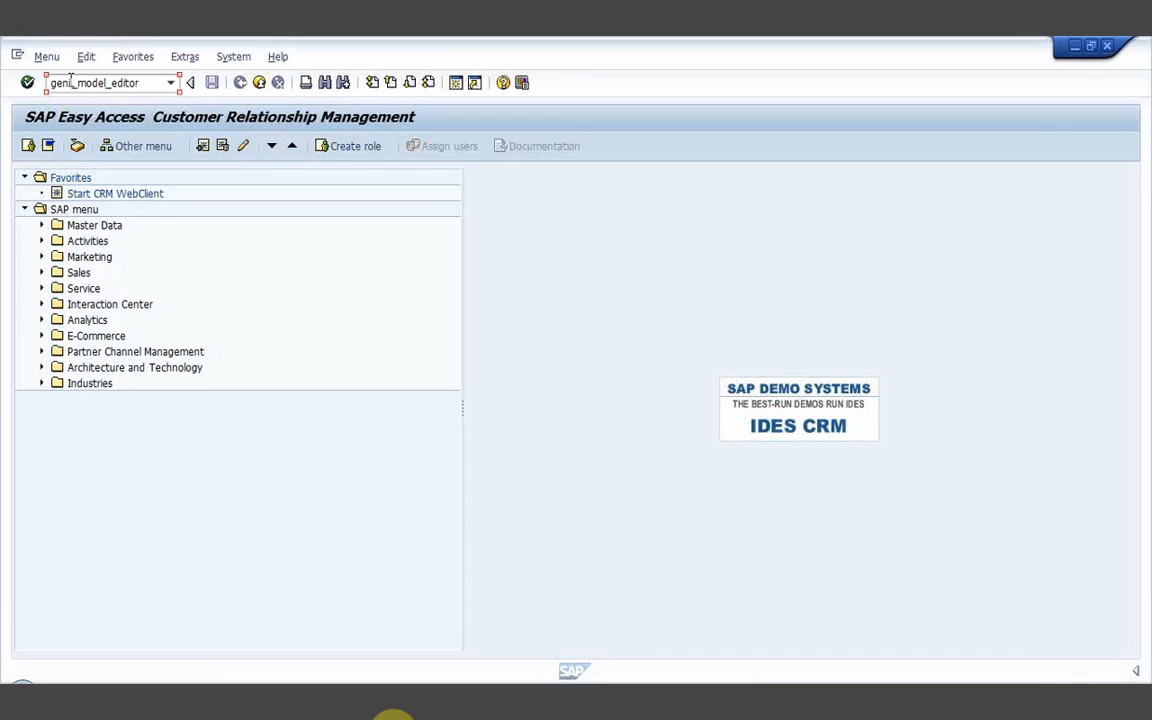 Menu Edit Favorites Extras System Help
genil_model_editor
SAP Easy Access Customer Relationship Management
Other menu Create role Assign users Documentation
Favorites
Start CRM WebClient
SAP menu
Master Data
Activities
Marketing
Sales
Service
Interaction Center
Analytics
E-Commerce
Partner Channel Management
Architecture and Technology
Industries
SAP DEMO SYSTEMS
THE BEST-RUN DEMOS RUN IDES
IDES CRM
SAP